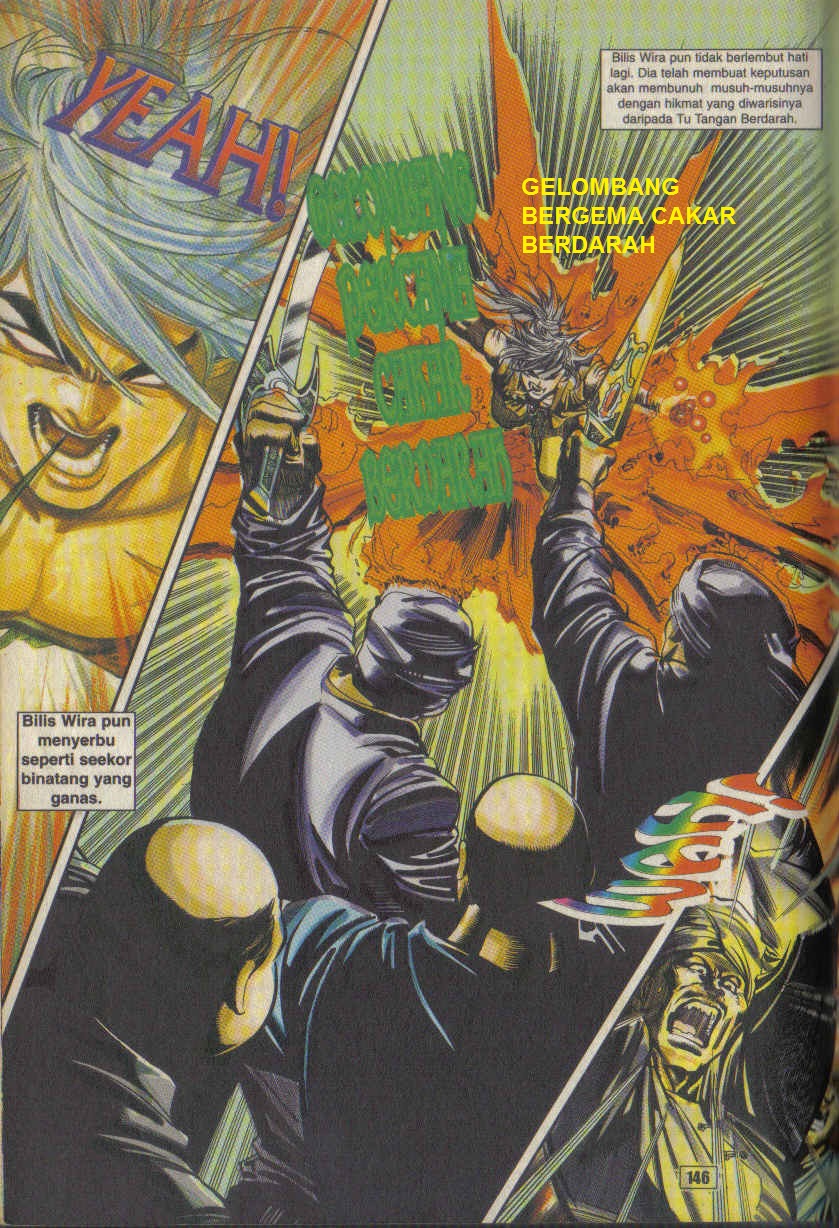 YEAH!
Bilis Wira pun tidak berlembut hati
lagi. Dia telah membuat keputusan
akan membunuh musuh-musuhnya
dengan hikmat yang diwarisinya
daripada Tu Tangan Berdarah.
GELOMBANG
BERGEMA CAKAR
BERDARAH
CAKAR
BERDARAH
Bilis Wira pun
menyerbu
seperti seekor
binatang yang
ganas.
146